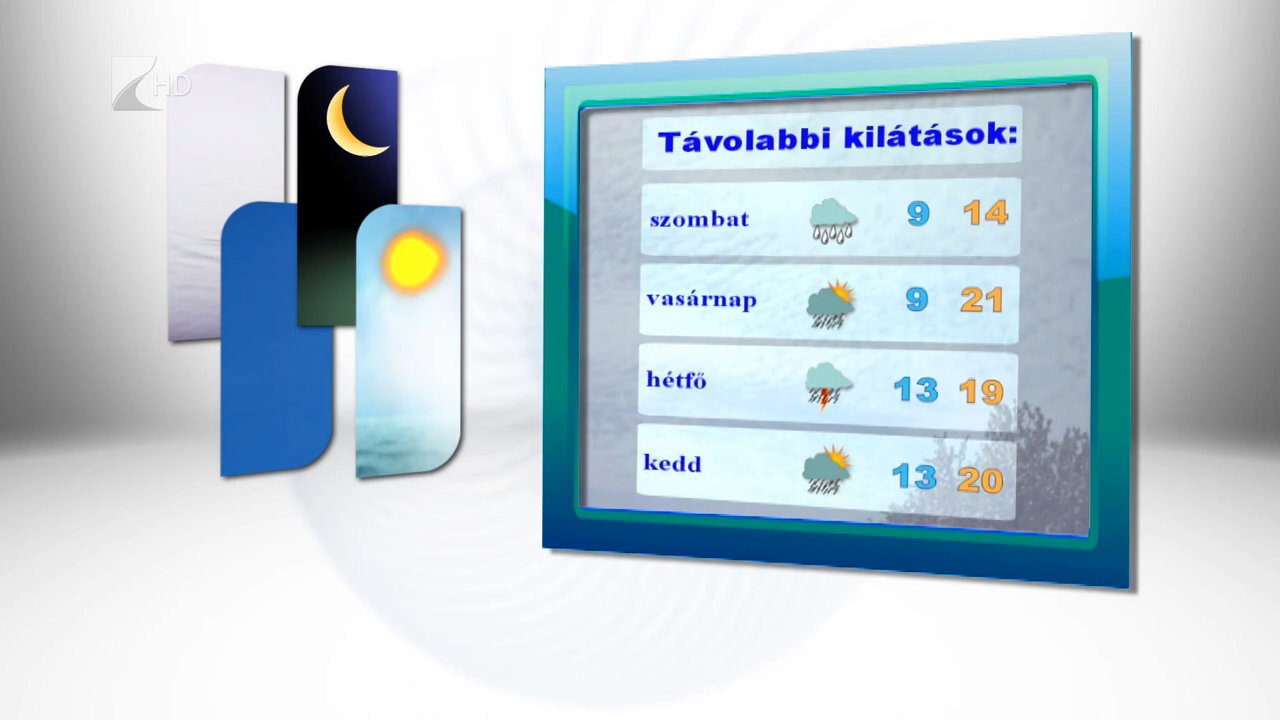 HD
Távolabbi kilátások:
szombat 9 14
vasárnap 9 21
hétfő 13 19
kedd 13 20